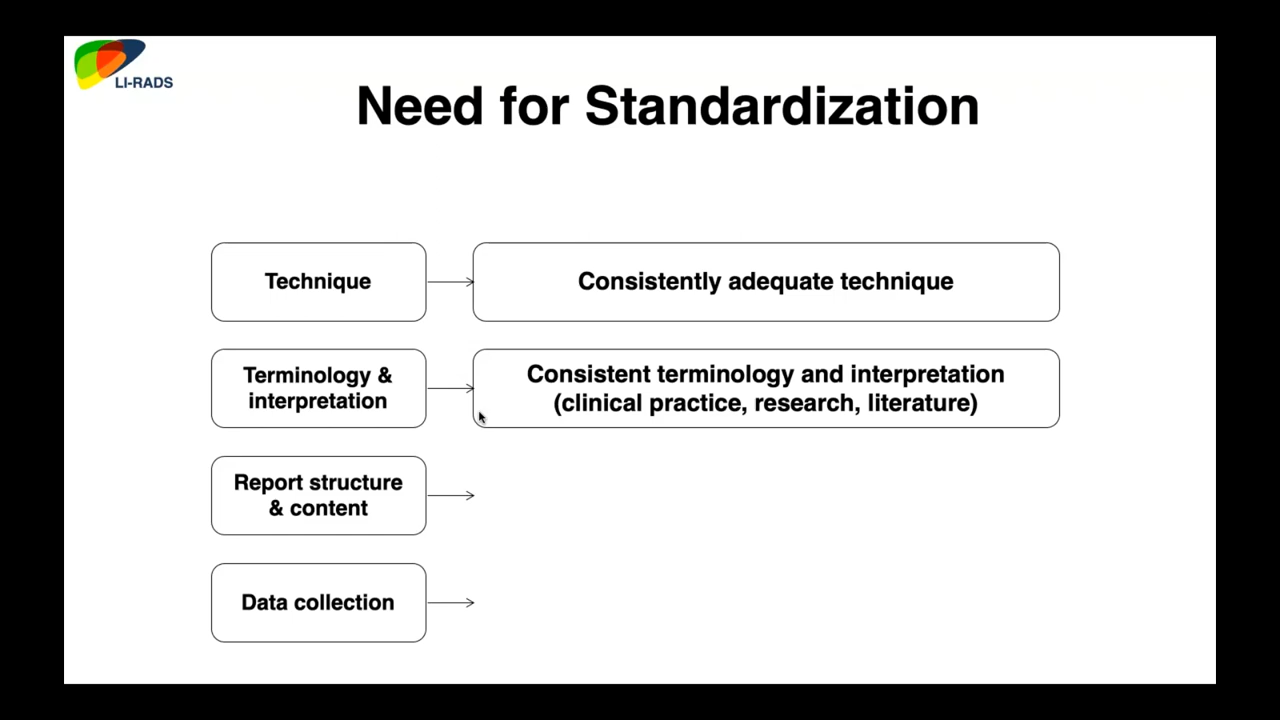 LI-RADS
Need for Standardization
Technique
Consistently adequate technique
Terminology &
interpretation
Consistent terminology and interpretation
(clinical practice, research, literature)
Report structure
& content
Data collection